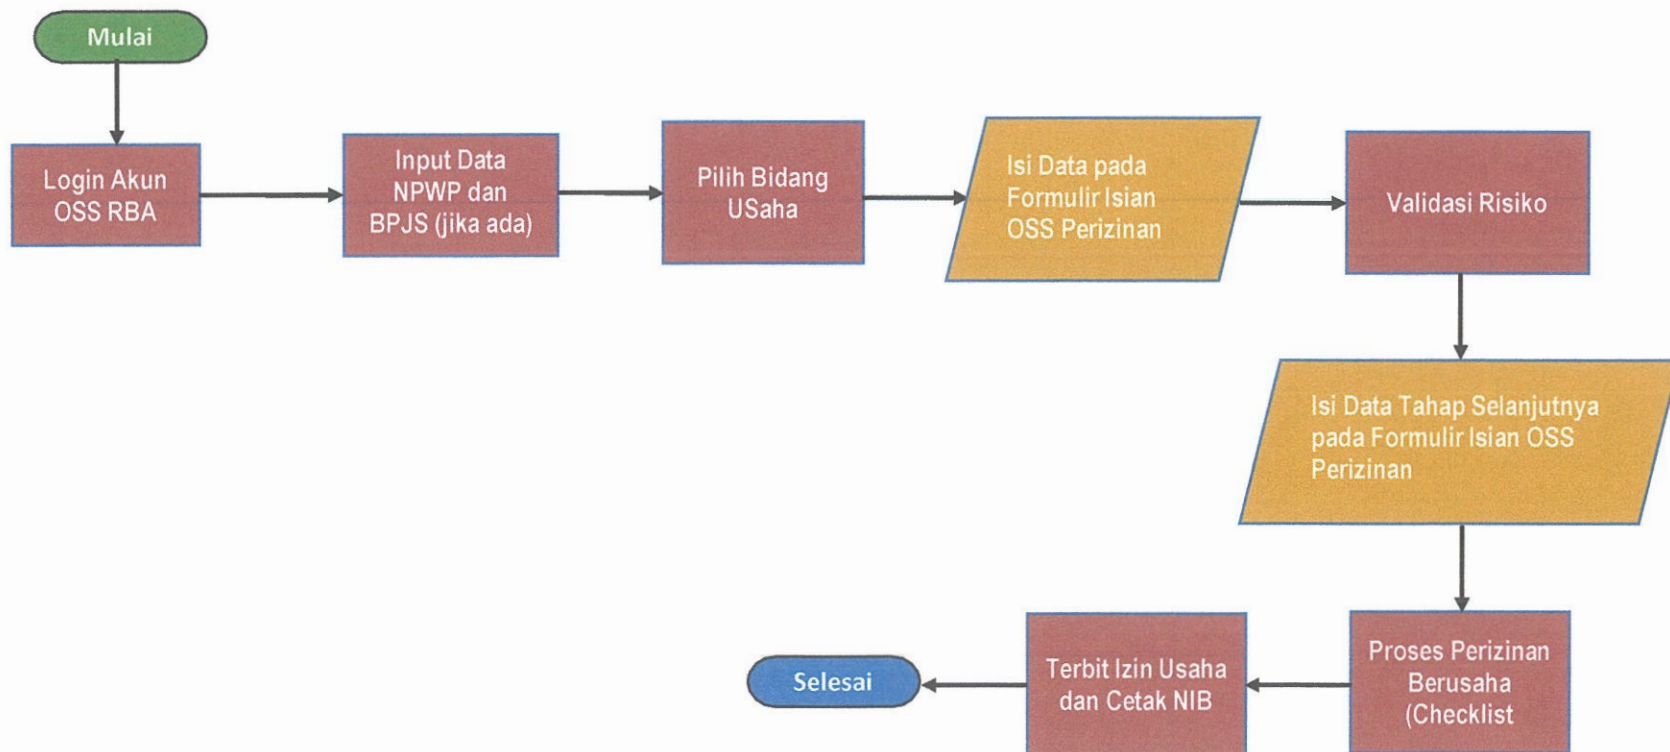 Mulai
Login Akun
OSS RBA
Input Data
NPWP dan
BPJS (jika ada)
Pilih Bidang
USaha
Isi Data pada
Formulir Isian
OSS Perizinan
Validasi Risiko
Isi Data Tahap Selanjutnya
pada Formulir Isian OSS
Perizinan
Proses Perizinan
Berusaha
(Checklist
Terbit Izin Usaha
dan Cetak NIB
Selesai